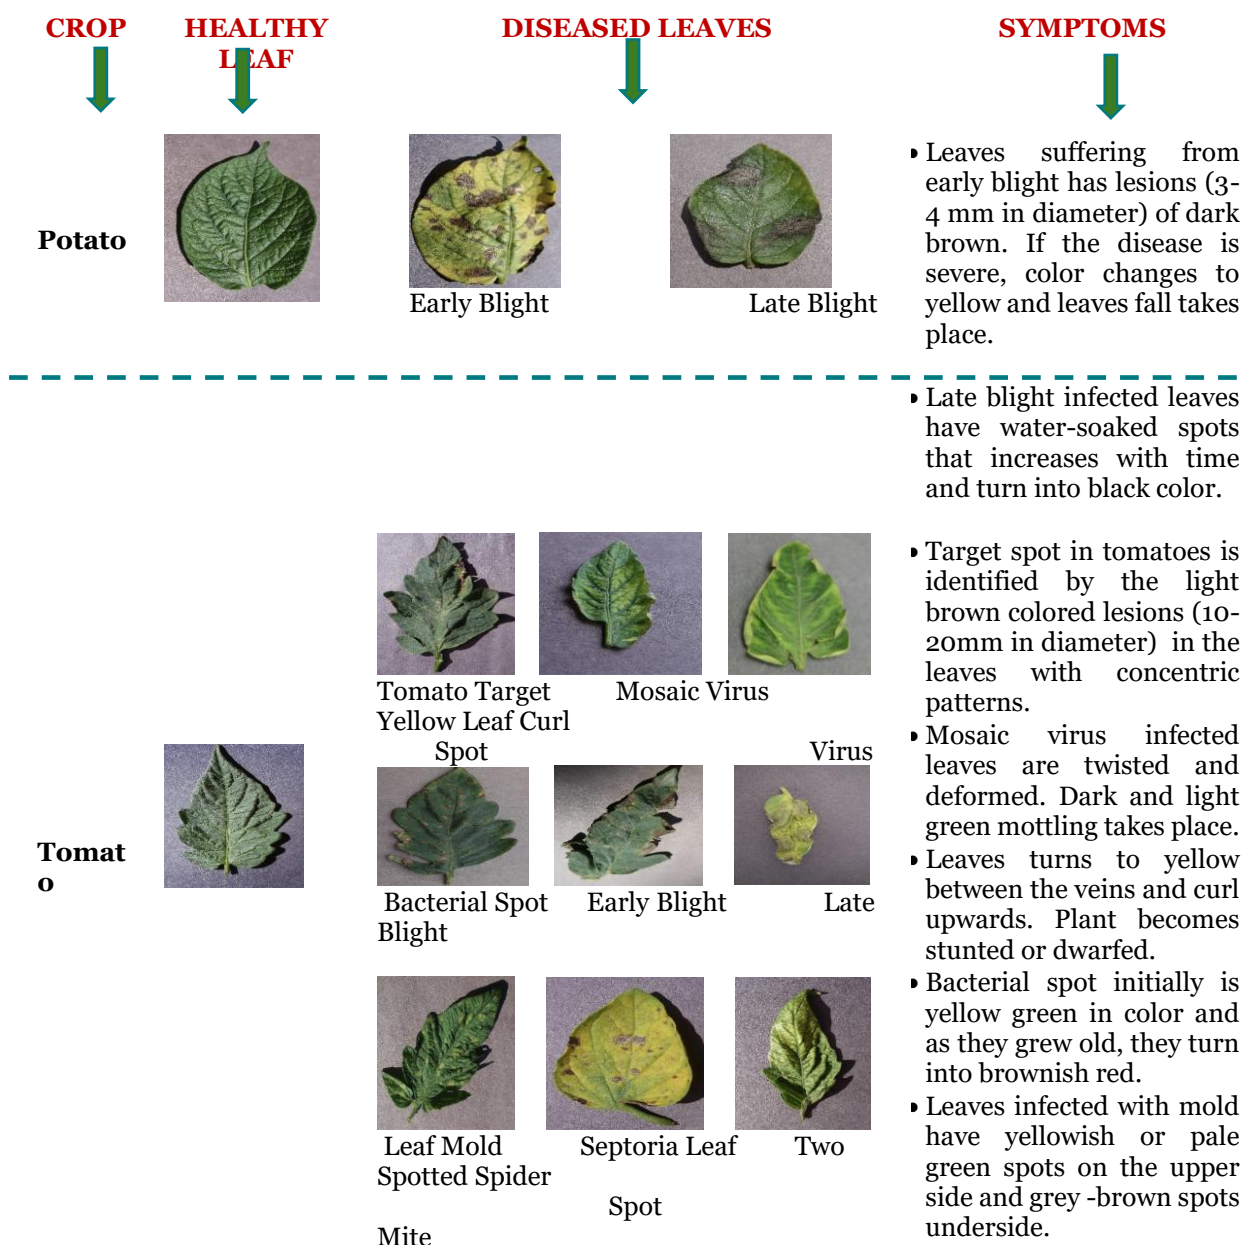 CROP
HEALTHY
LEAF
DISEASED LEAVES
SYMPTOMS
Potato
Early Blight
Late Blight
Leaves suffering from
early blight has lesions (3-
4 mm in diameter) of dark
brown. If the disease is
severe, color changes to
yellow and leaves fall takes
place.
Late blight infected leaves
have water-soaked spots
that increases with time
and turn into black color.
Tomat
o
Tomato Target Mosaic Virus
Yellow Leaf Curl
Spot Virus
Bacterial Spot Early Blight Late
Blight
Leaf Mold Septoria Leaf Two
Spotted Spider
Spot
Mite
Target spot in tomatoes is
identified by the light
brown colored lesions (10-
20mm in diameter) in the
leaves with concentric
patterns.
Mosaic virus infected
leaves are twisted and
deformed. Dark and light
green mottling takes place.
Leaves turns to yellow
between the veins and curl
upwards. Plant becomes
stunted or dwarfed.
Bacterial spot initially is
yellow green in color and
as they grew old, they turn
into brownish red.
Leaves infected with mold
have yellowish or pale
green spots on the upper
side and grey -brown spots
underside.